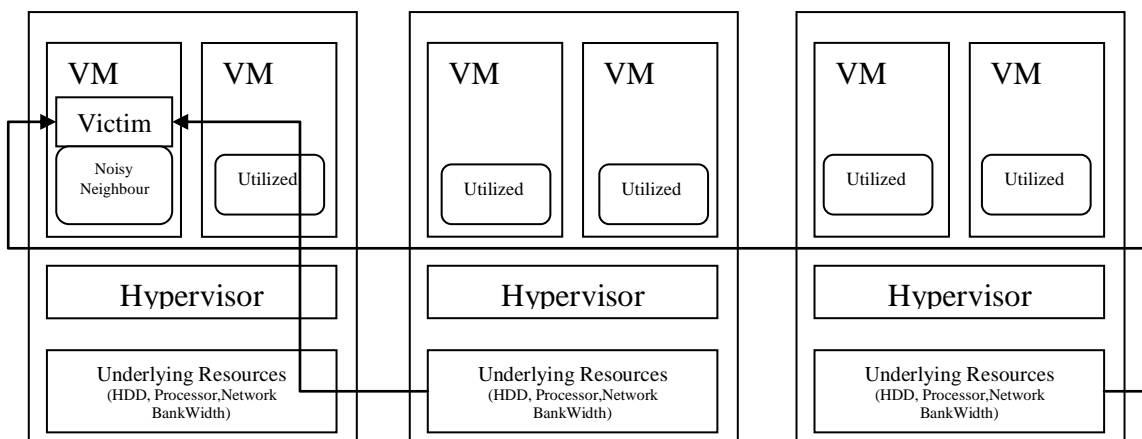 VM
VM
Victim
Noisy
Neighbour
Utilized
Hypervisor
Underlying Resources
(HDD, Processor,Network
BankWidth)
VM
VM
Utilized
Utilized
Hypervisor
Underlying Resources
(HDD, Processor,Network
BankWidth)
VM
VM
Utilized
Utilized
Hypervisor
Underlying Resources
(HDD, Processor,Network
BankWidth)